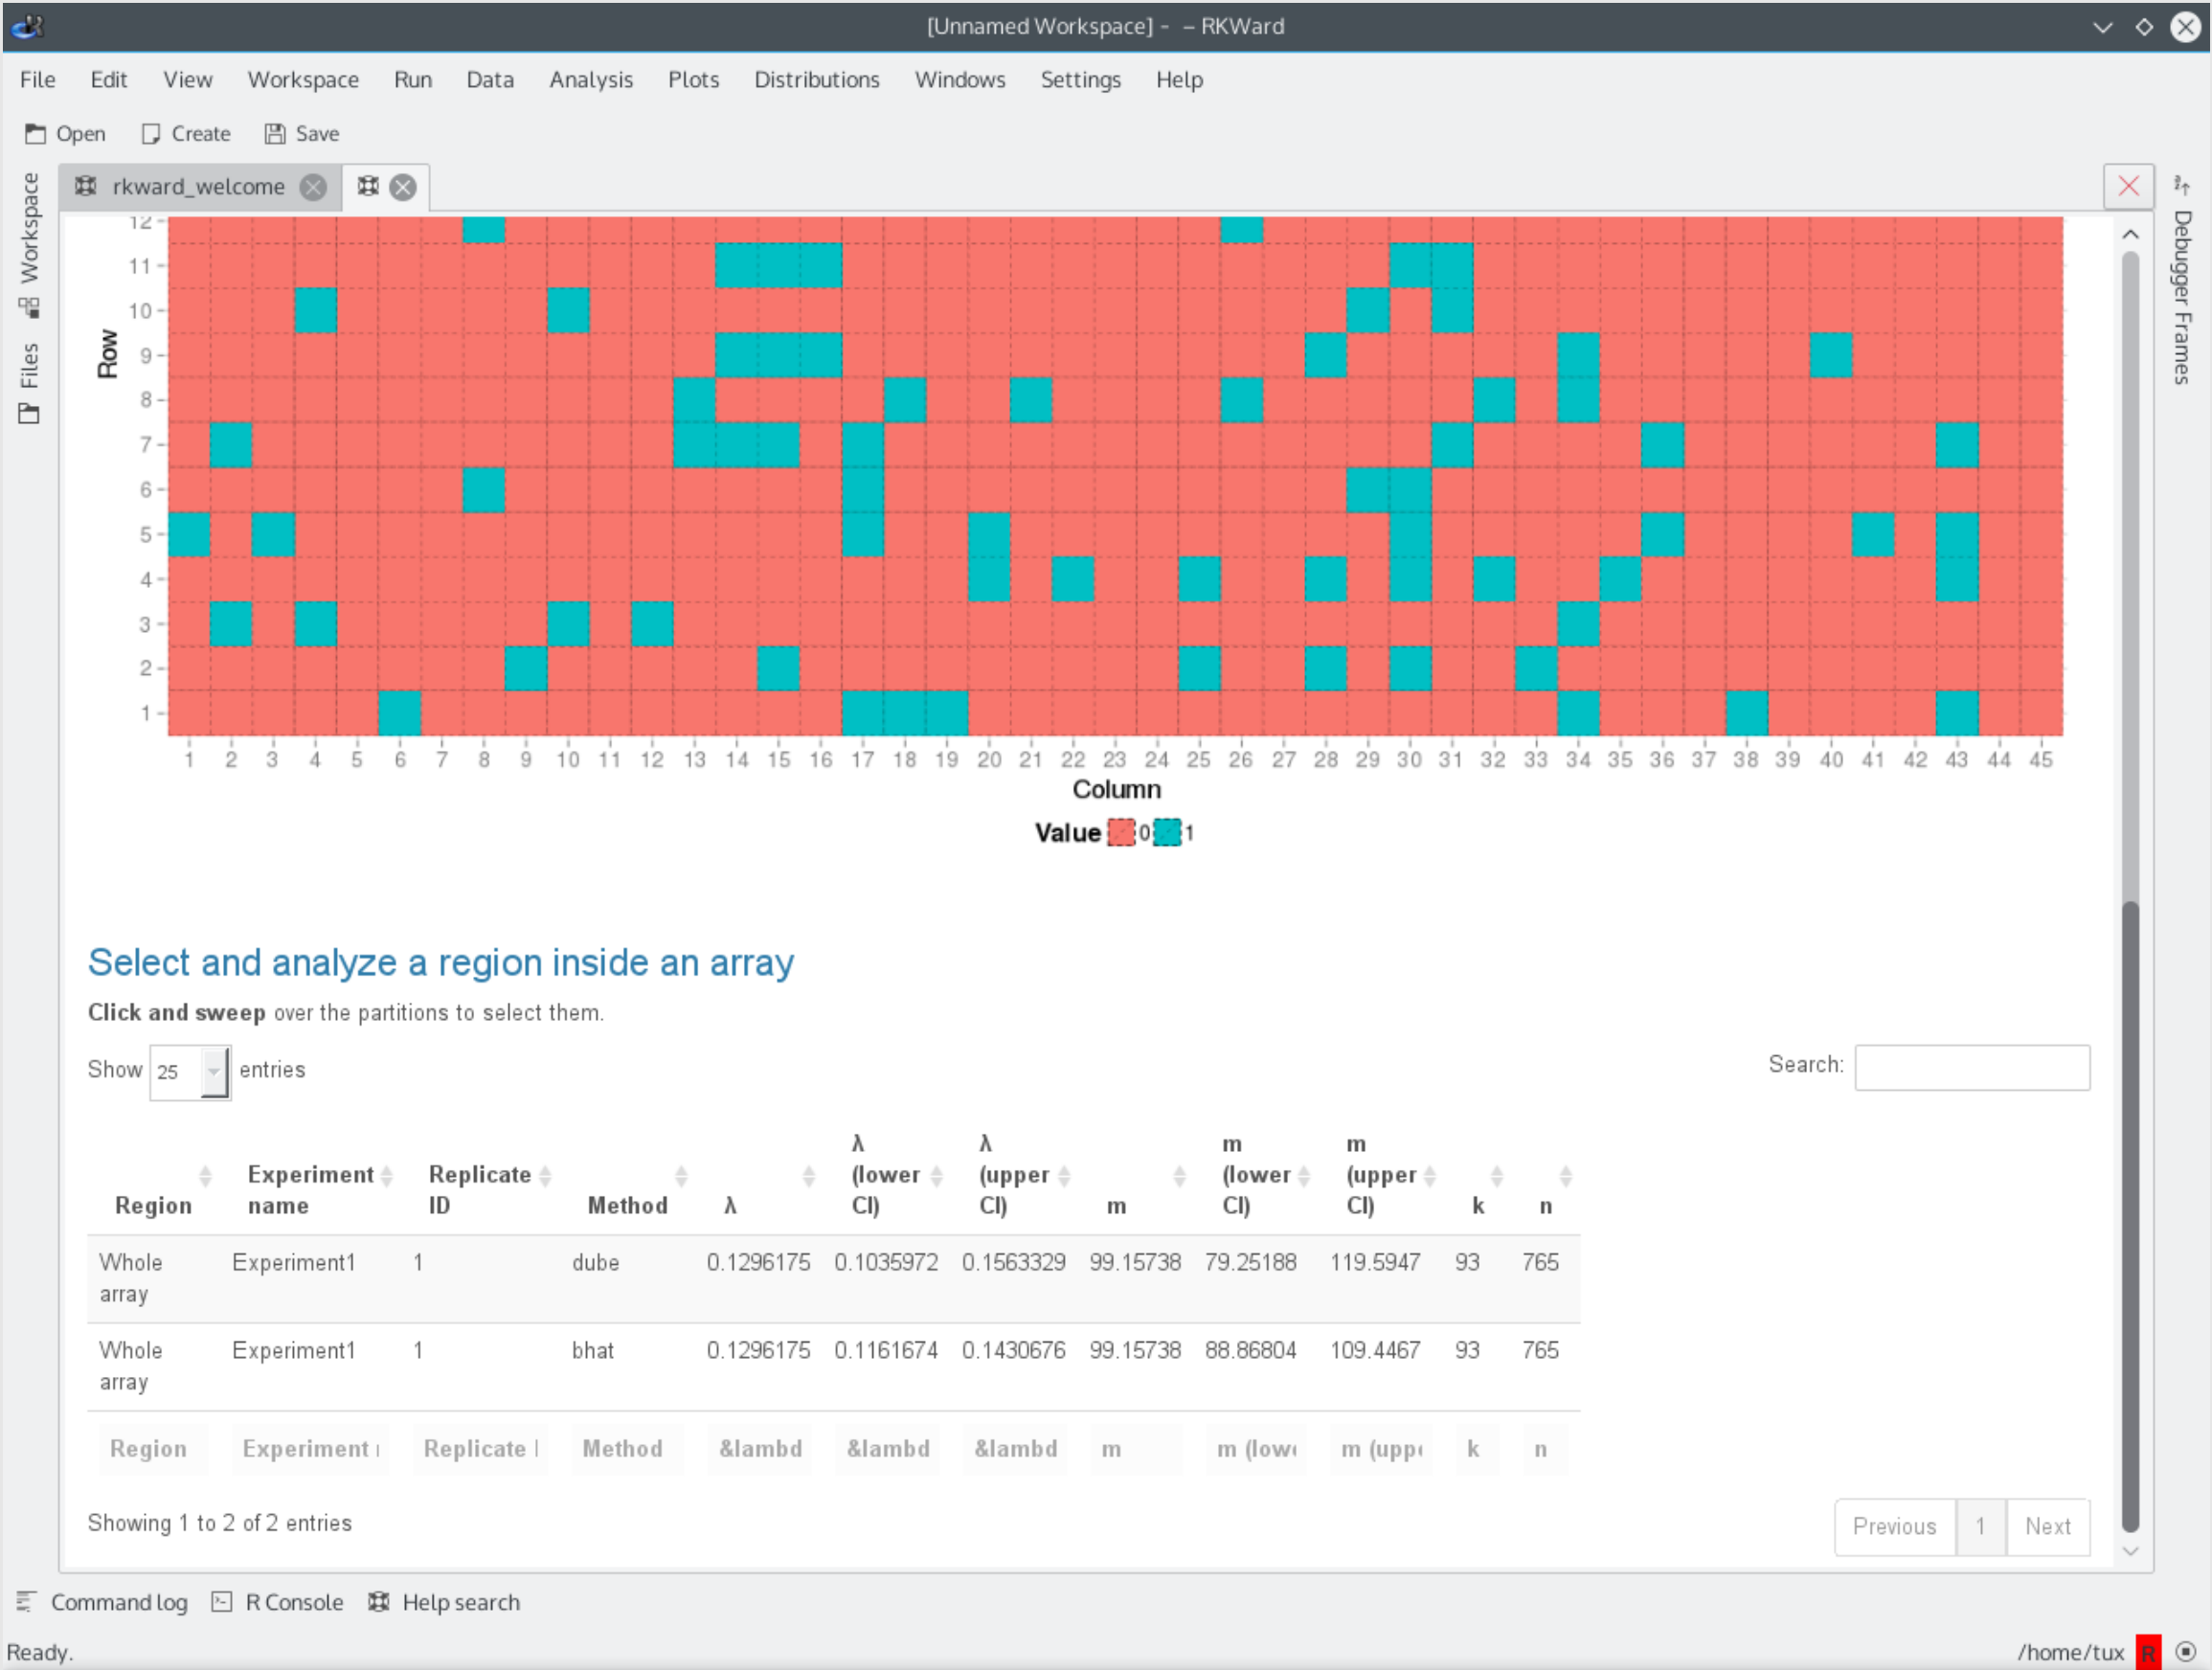 [Unnamed Workspace] - – RKWard
File Edit View Workspace Run Data Analysis Plots Distributions Windows Settings Help
Open Create Save
Workspace
Files
rkward_welcome
Debugger Frames
Row
12
11
10
9
8
7
6
5
4
3
2
1
1 2 3 4 5 6 7 8 9 10 11 12 13 14 15 16 17 18 19 20 21 22 23 24 25 26 27 28 29 30 31 32 33 34 35 36 37 38 39 40 41 42 43 44 45
Column
Value 0 1
Select and analyze a region inside an array
Click and sweep over the partitions to select them.
Show 25 entries Search:
λ λ m m
Experiment Replicate (lower (upper (lower (upper
Region name ID Method λ CI) CI) m CI) CI) k n
Whole Experiment1 1 dube 0.1296175 0.1035972 0.1563329 99.15738 79.25188 119.5947 93 765
array
Whole Experiment1 1 bhat 0.1296175 0.1161674 0.1430676 99.15738 88.86804 109.4467 93 765
array
Region Experiment Replicate Method &lambd &lambd &lambd m m (low m (upp k n
Showing 1 to 2 of 2 entries
Previous 1 Next
Command log R Console Help search
Ready. /home/tux R